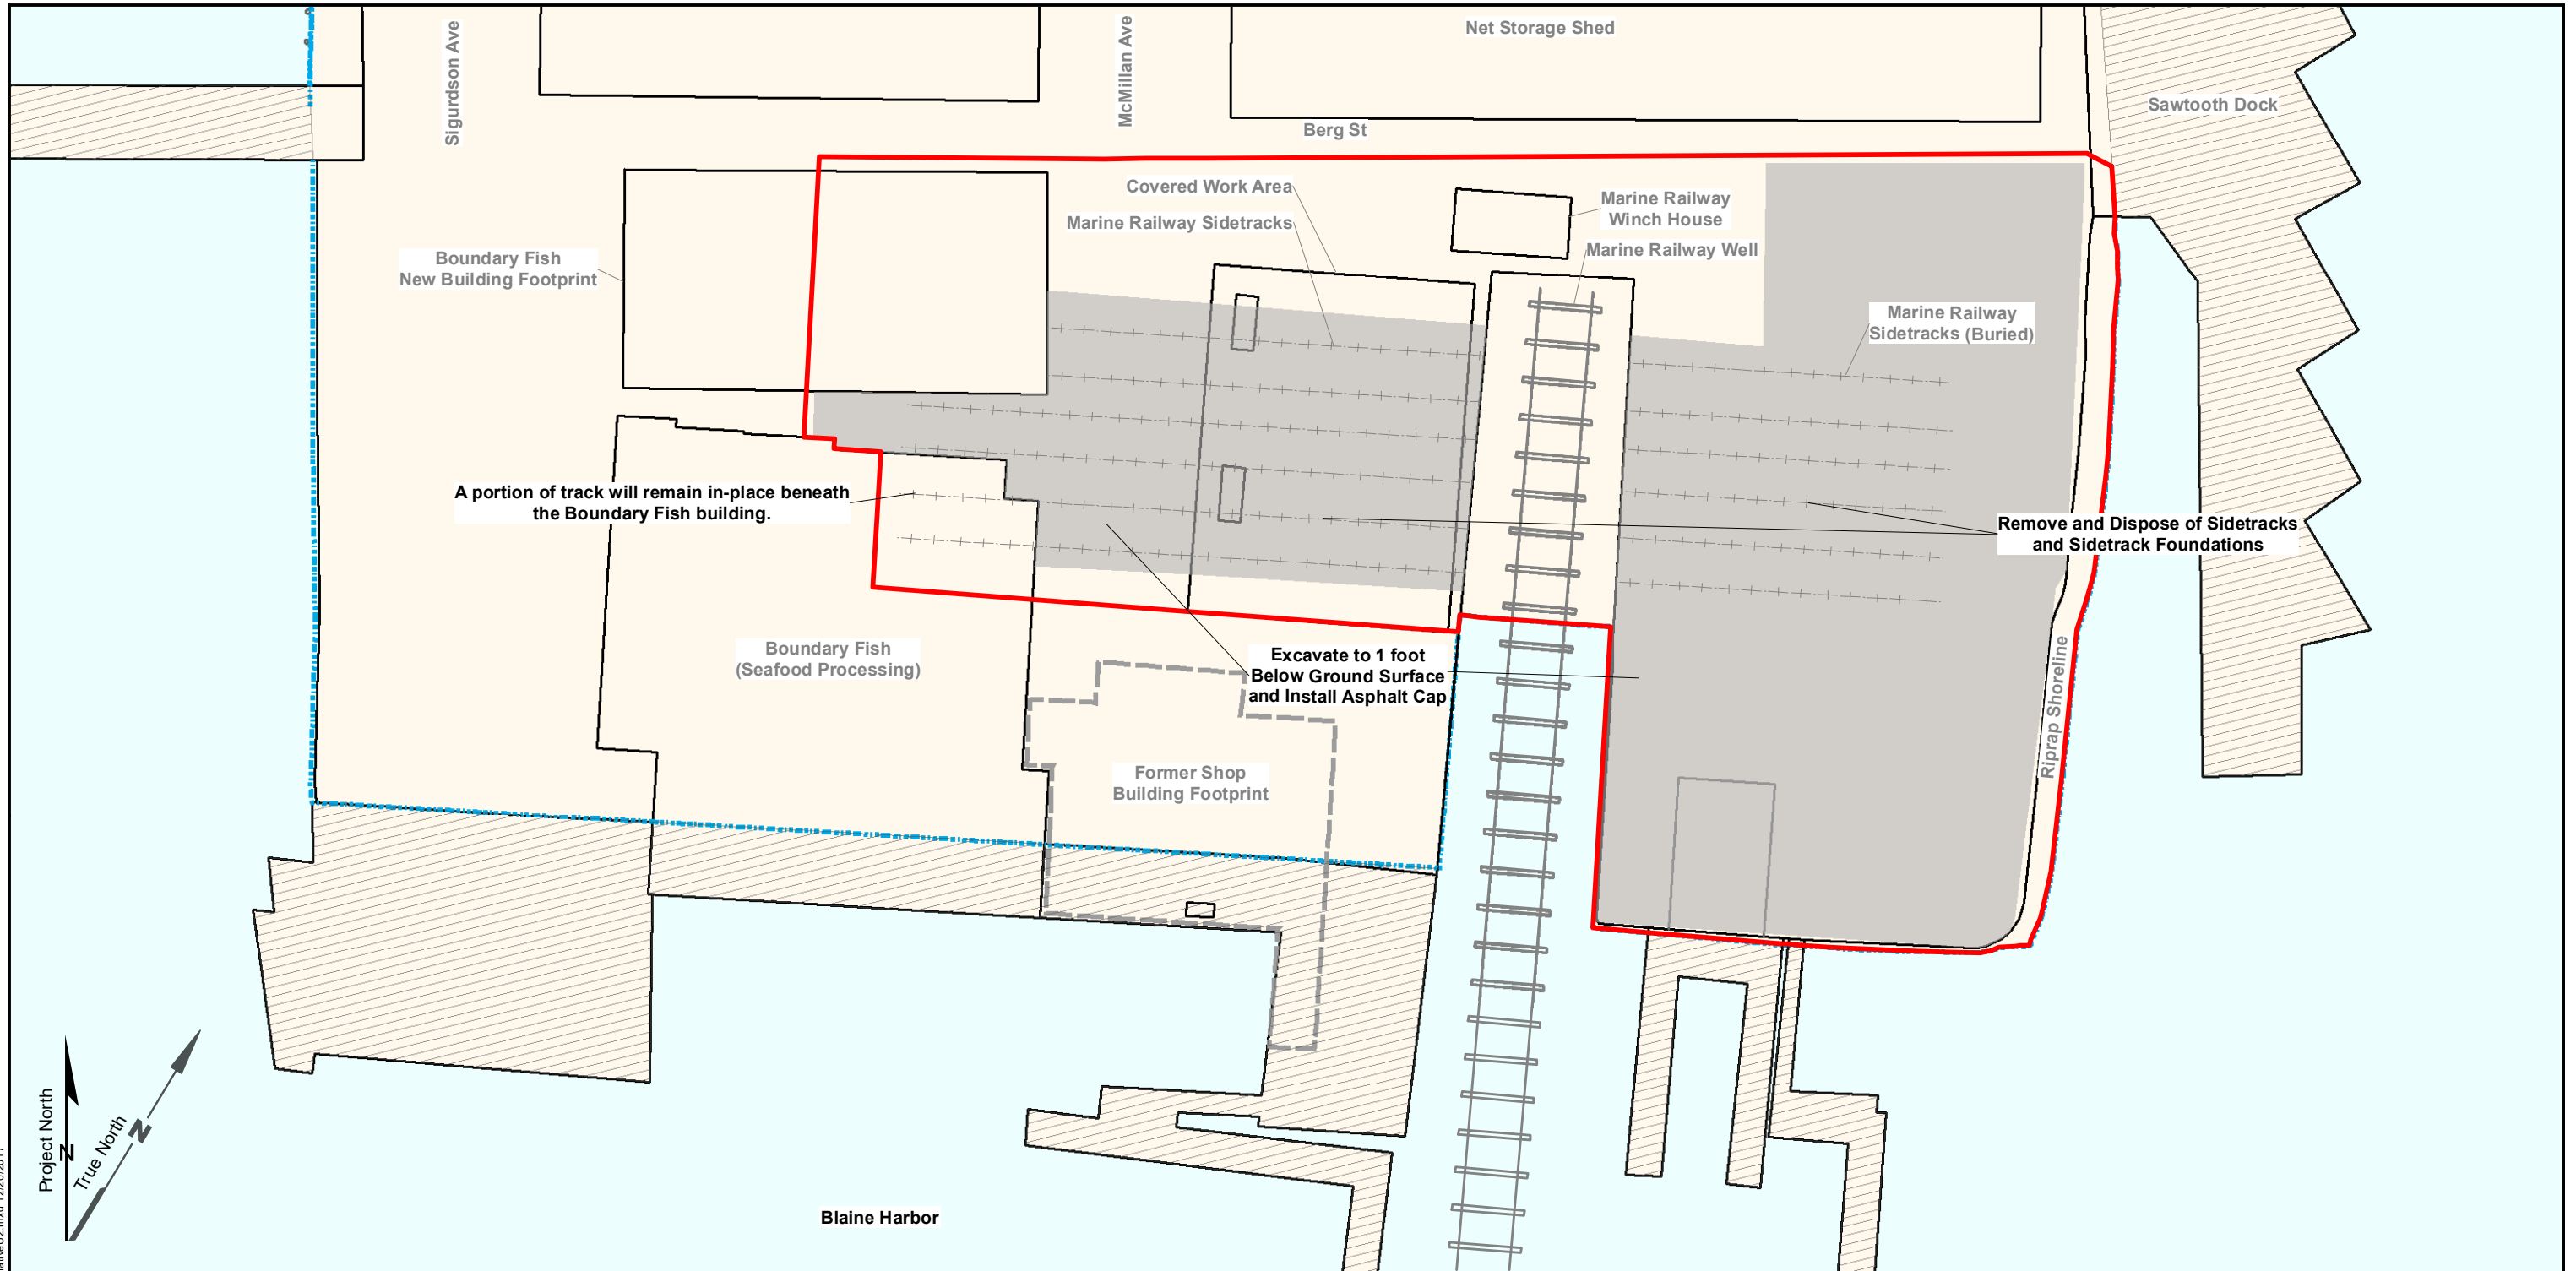 Net Storage Shed
Sigurdson Ave
McMillan Ave
Sawtooth Dock
Berg St
Covered Work Area
Marine Railway Sidetracks
Marine Railway
Winch House
Marine Railway Well
Boundary Fish
New Building Footprint
Marine Railway
Sidetracks (Buried)
A portion of track will remain in-place beneath
the Boundary Fish building.
Remove and Dispose of Sidetracks
and Sidetrack Foundations
Boundary Fish
(Seafood Processing)
Excavate to 1 foot
Below Ground Surface
and Install Asphalt Cap
Riprap Shoreline
Former Shop
Building Footprint
Project North
N
True North
N
Blaine Harbor